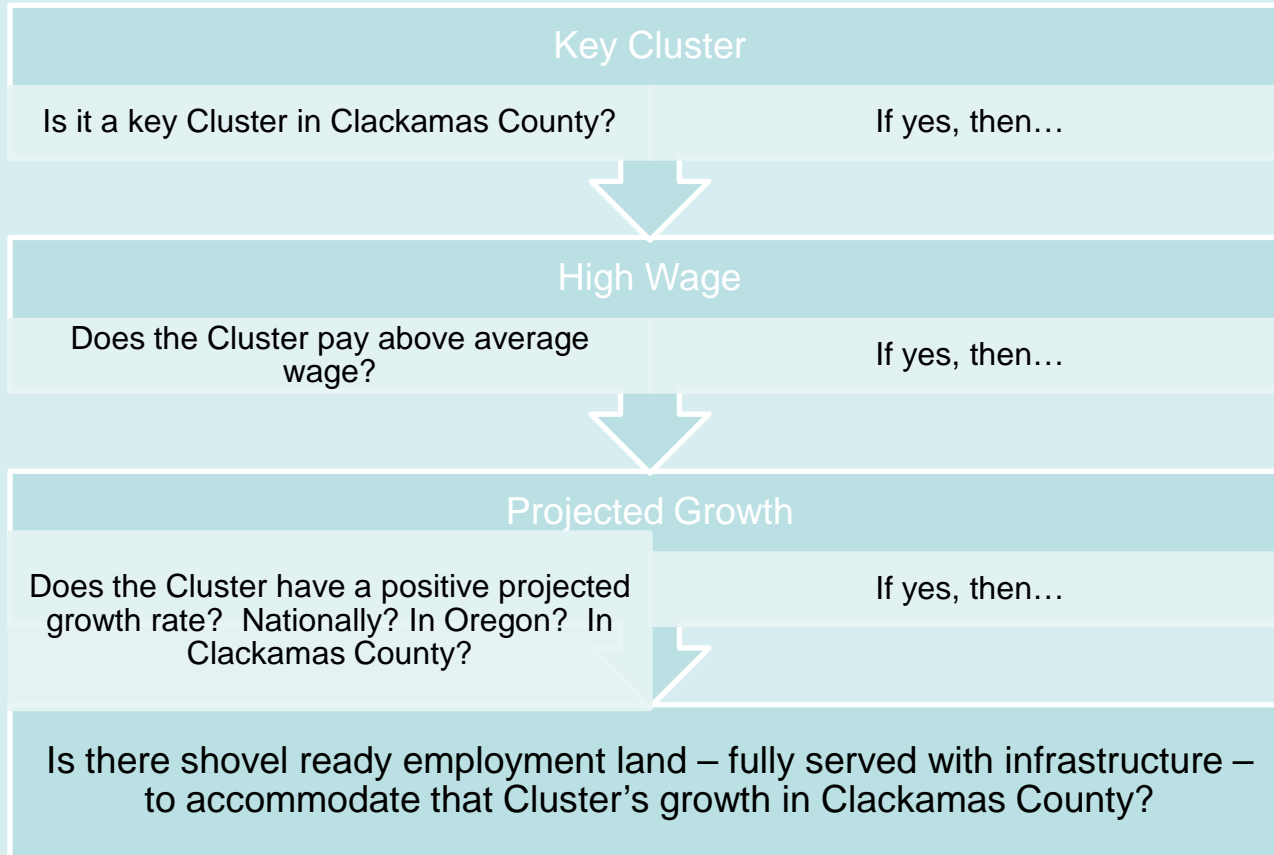 Key Cluster
Is it a key Cluster in Clackamas County?
If yes, then…
High Wage
Does the Cluster pay above average
wage?
If yes, then…
Projected Growth
Does the Cluster have a positive projected
growth rate?  Nationally? In Oregon?  In
Clackamas County?
If yes, then…
Is there shovel ready employment land – fully served with infrastructure –
to accommodate that Cluster’s growth in Clackamas County?